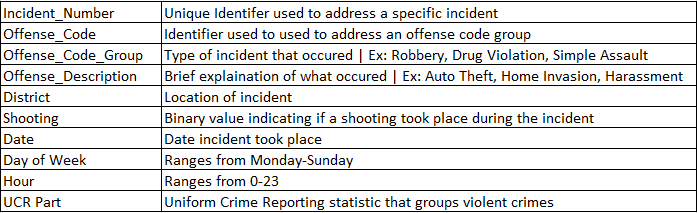 Incident_Number Unique Identifer used to address a specific incident
Offense_Code Identifier used to used to address an offense code group
Offense_Code_Group Type of incident that occured | Ex: Robbery, Drug Violation, Simple Assault
Offense_Description Brief explaination of what occured | Ex: Auto Theft, Home Invasion, Harassment
District Location of incident
Shooting Binary value indicating if a shooting took place during the incident
Date Date incident took place
Day of Week Ranges from Monday-Sunday
Hour Ranges from 0-23
UCR Part Uniform Crime Reporting statistic that groups violent crimes